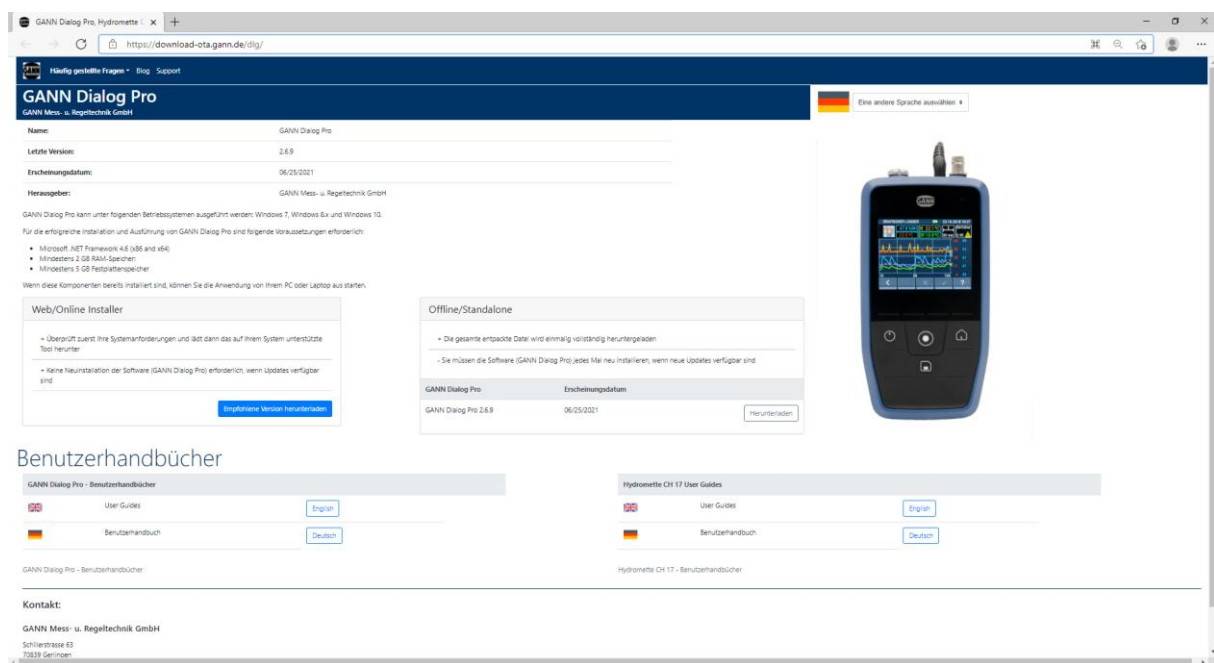 GANN Dialog Pro, Hydromette C
https://download-ota.gann.de/dlg/
Häufig gestellte Fragen Blog Support
GANN Dialog Pro
GANN Mess- u. Regeltechnik GmbH
Eine andere Sprache auswählen
Name: GANN Dialog Pro
Letzte Version: 2.6.9
Erscheinungsdatum: 06/25/2021
Herausgeber: GANN Mess- u. Regeltechnik GmbH
GANN Dialog Pro kann unter folgenden Betriebssystemen ausgeführt werden: Windows 7, Windows 8.x und Windows 10.
Für die erfolgreiche Installation und Ausführung von GANN Dialog Pro sind folgende Voraussetzungen erforderlich:
• Microsoft .NET Framework 4.6 (x86 and x64)
• Mindestens 2 GB RAM-Speicher:
• Mindestens 5 GB Festplattenspeicher
Wenn diese Komponenten bereits installiert sind, können Sie die Anwendung von Ihrem PC oder Laptop aus starten.
Web/Online Installer
+ Überprüft zuerst Ihre Systemanforderungen und lädt dann das auf Ihrem System unterstützte
Tool herunter
+ Keine Neuinstallation der Software (GANN Dialog Pro) erforderlich, wenn Updates verfügbar
sind
Empfohlene Version herunterladen
Offline/Standalone
+ Die gesamte entpackte Datei wird einmalig vollständig heruntergeladen
- Sie müssen die Software (GANN Dialog Pro) jedes Mal neu installieren, wenn neue Updates verfügbar sind
GANN Dialog Pro Erscheinungsdatum
GANN Dialog Pro 2.6.9 06/25/2021 Herunterladen
GANN
Benutzerhandbücher
GANN Dialog Pro - Benutzerhandbücher
User Guides English
Benutzerhandbuch Deutsch
GANN Dialog Pro - Benutzerhandbücher
Hydromette CH 17 User Guides
User Guides English
Benutzerhandbuch Deutsch
Hydromette CH 17 - Benutzerhandbücher
Kontakt:
GANN Mess- u. Regeltechnik GmbH
Schillerstrasse 63
70839 Gerlingen